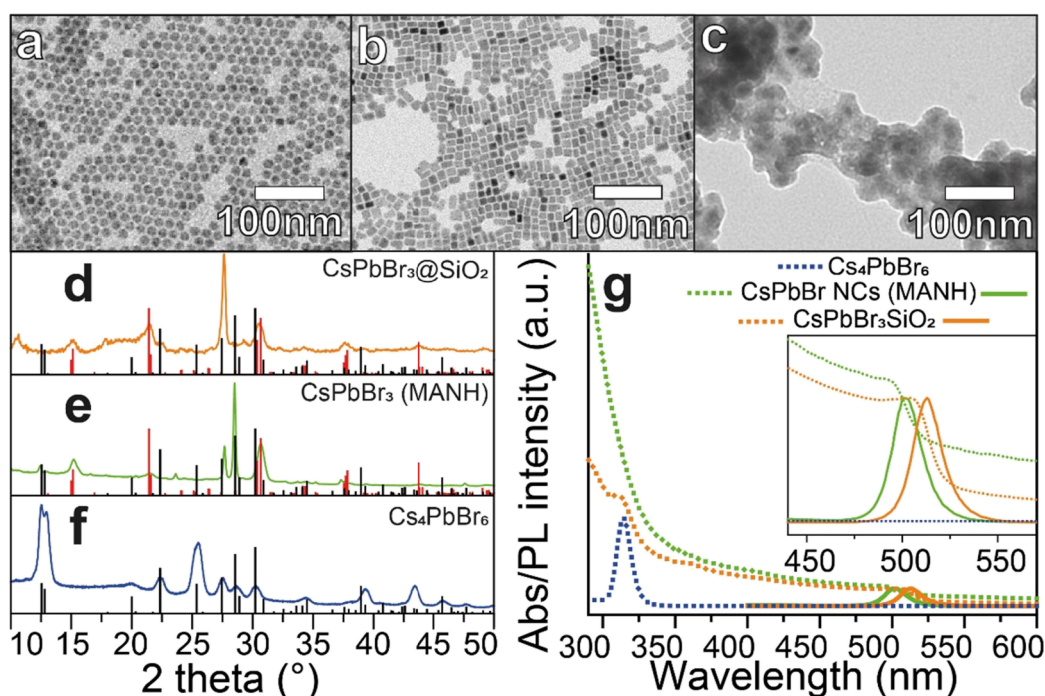 a
b
c
100nm
100nm
100nm
d
CsPbBr₃@SiO₂
e
CsPbBr₃ (MANH)
f
Cs₄PbBr₆
10 15 20 25 30 35 40 45 50
2 theta (°)
g
Cs₄PbBr₆
CsPbBr NCs (MANH)
CsPbBr₃SiO₂
450 500 550
Abs/PL intensity (a.u.)
300 350 400 450 500 550 600
Wavelength (nm)